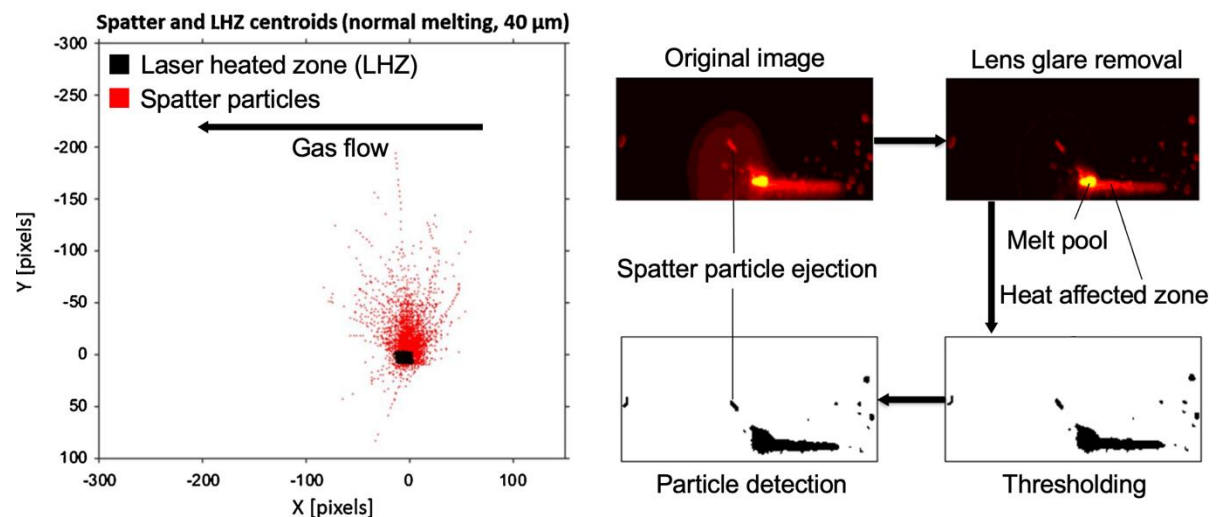 Spatter and LHZ centroids (normal melting, 40 µm)
-300
-250
-200
-150
-100
-50
0
50
100
Y [pixels]
-300
-200
-100
0
100
X [pixels]
Laser heated zone (LHZ)
Spatter particles
Gas flow
Original image
Lens glare removal
Melt pool
Spatter particle ejection
Heat affected zone
Particle detection
Thresholding